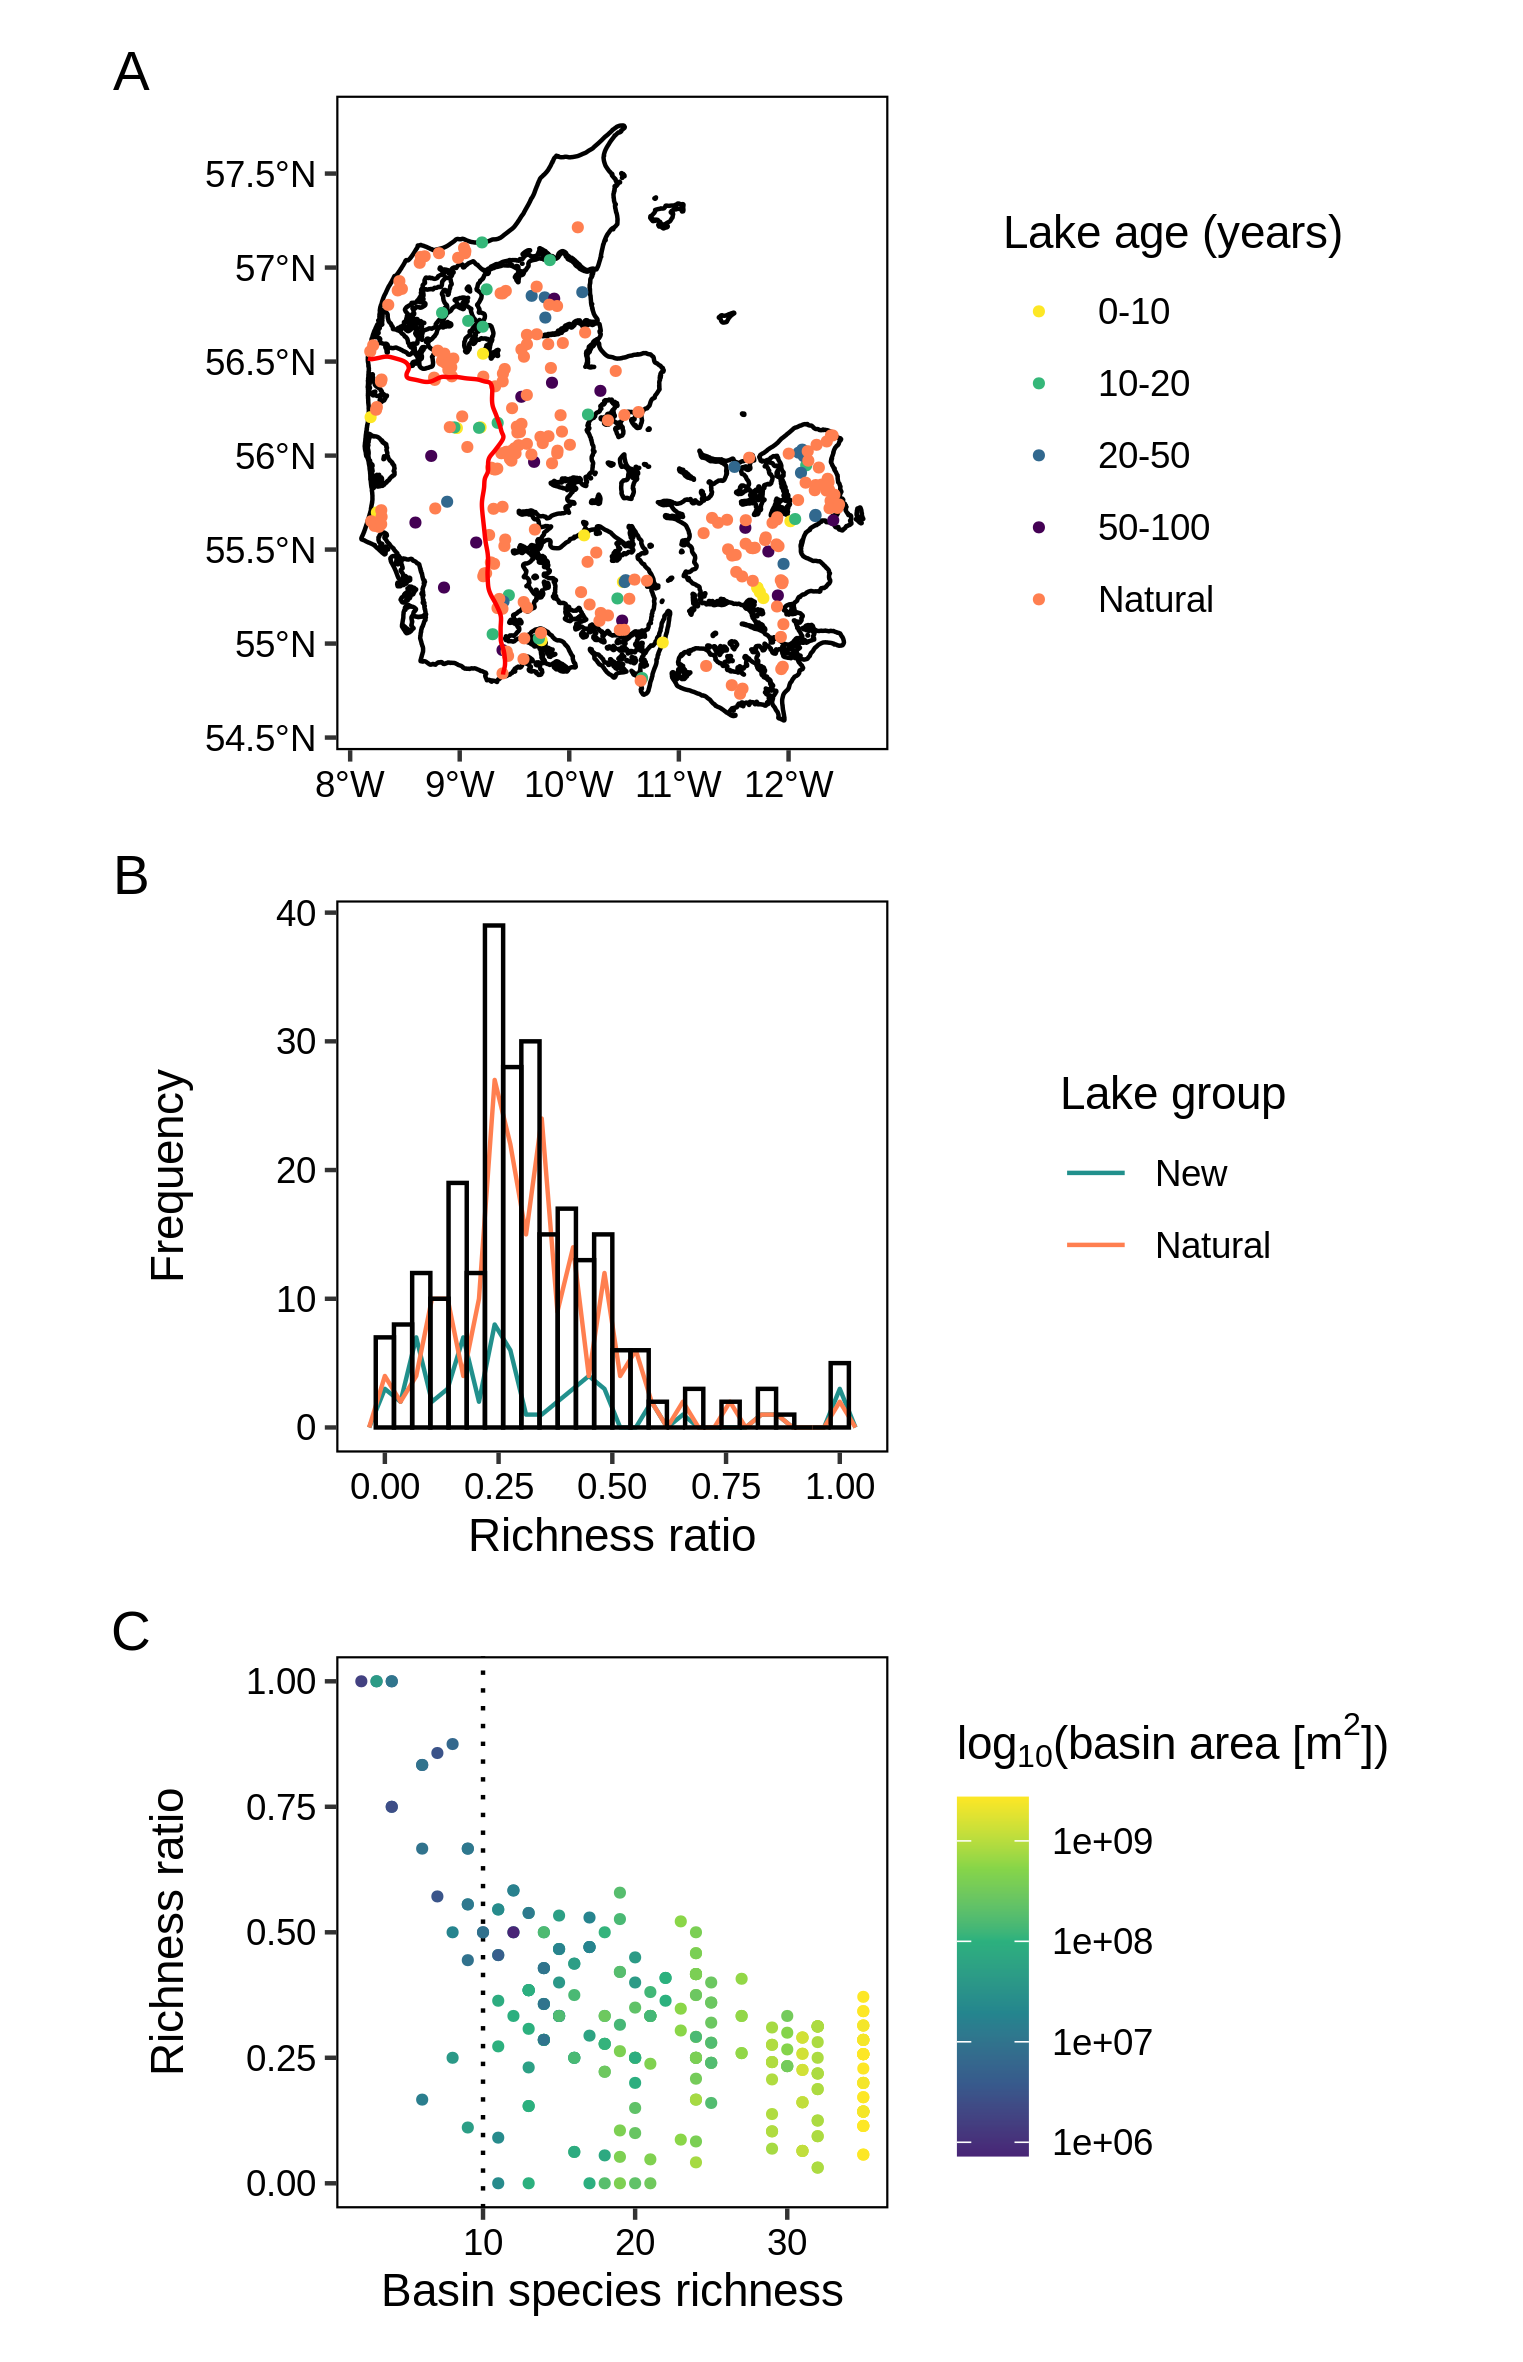 A
57.5°N
57°N
56.5°N
56°N
55.5°N
55°N
54.5°N
8°W 9°W 10°W 11°W 12°W
Lake age (years)
0-10
10-20
20-50
50-100
Natural
B
Frequency
40
30
20
10
0
0.00 0.25 0.50 0.75 1.00
Richness ratio
Lake group
New
Natural
C
Richness ratio
1.00
0.75
0.50
0.25
0.00
10 20 30
Basin species richness
log₁₀(basin area [m²])
1e+09
1e+08
1e+07
1e+06